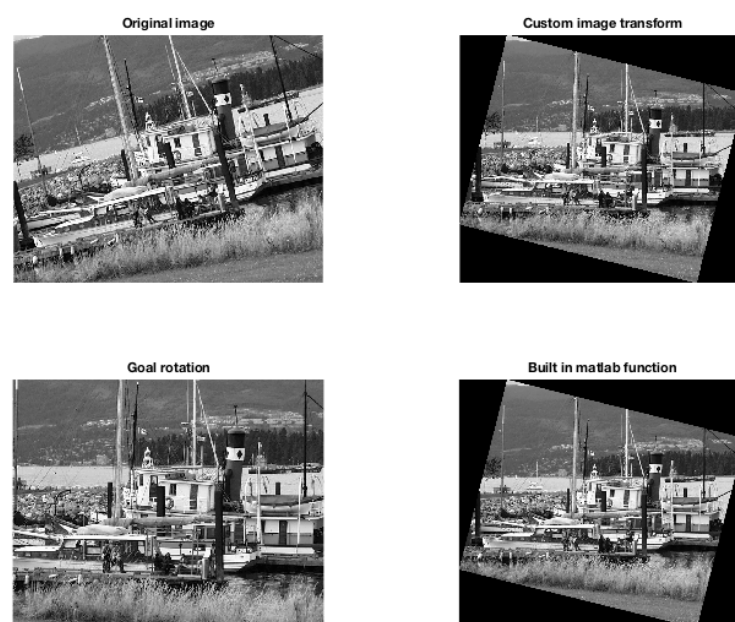 Original image
Custom image transform
Goal rotation
Built in matlab function